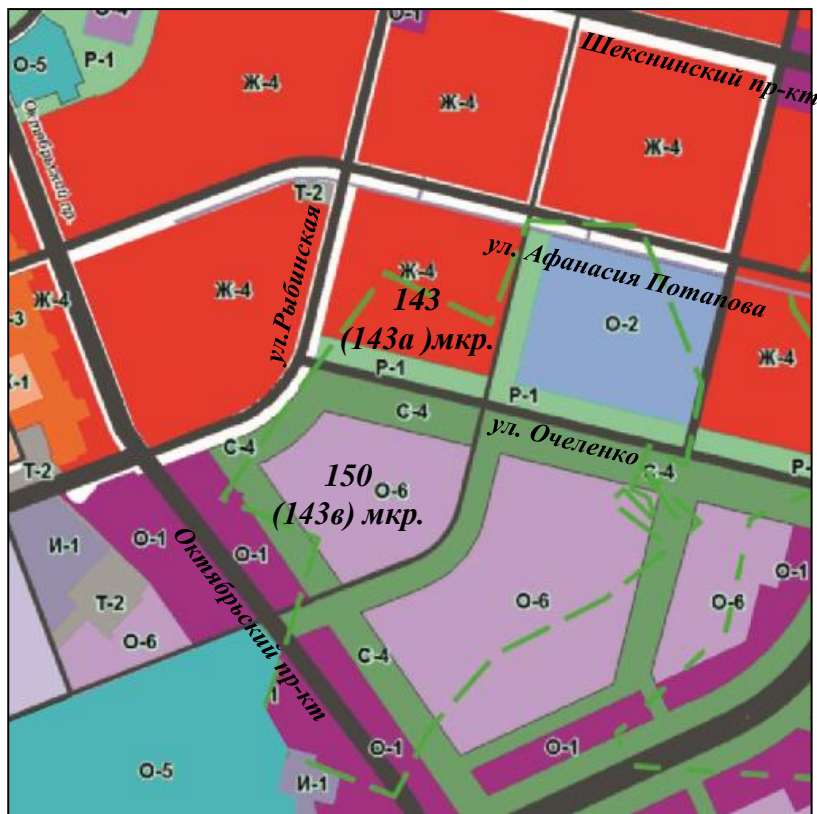 О-4
О-1
О-5
Р-1
Ж-4
Ж-4
Шекснинский пр-кт
Октябрьский пр.
Ж-4
Т-2
ул.Рыбинская
ул. Афанасия Потапова
Ж-4
Ж-4
Ж-4
143
(143а )мкр.
О-2
-3
Ж-4
Р-1
-1
Р-1
С-4
ул. Очеленко
С-4
С-4
Р-
Т-2
150
О-6
(143в) мкр.
И-1
О-1
О-1
Октябрьский пр-кт
О-1
Т-2
О-6
О-6
О-6
С-4
1
О-1
О-1
О-5
И-1